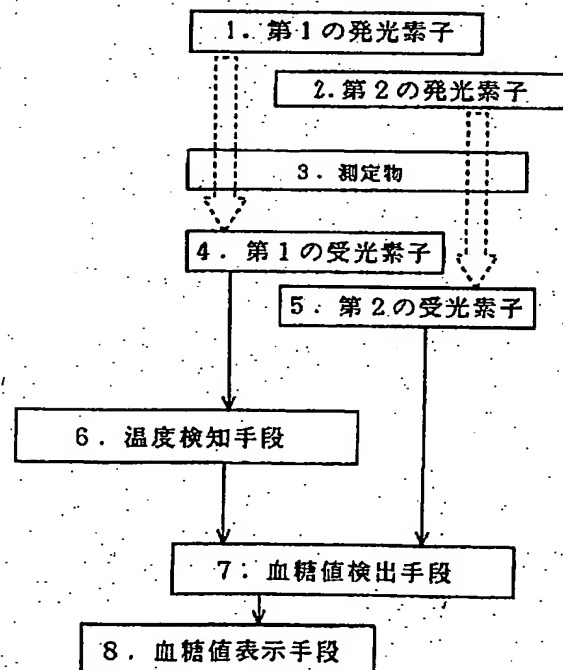 1. 第1の発光素子
2. 第2の発光素子
3. 測定物
4. 第1の受光素子
5. 第2の受光素子
6. 温度検知手段
7. 血糖値検出手段
8. 血糖値表示手段